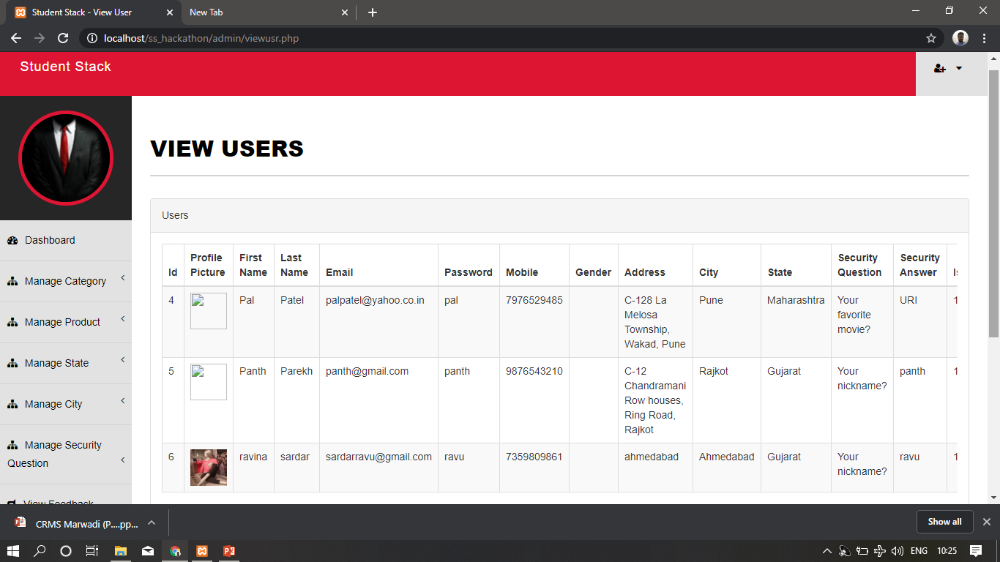 Student Stack - View User
New Tab
localhost/ss_hackathon/admin/viewusr.php
Student Stack
Dashboard
Manage Category
Manage Product
Manage State
Manage City
Manage Security
Question
View Feedback
VIEW USERS
Users
Id Profile Picture First Name Last Name Email Password Mobile Gender Address City State Security Question Security Answer Is
4 Pal Patel palpatel@yahoo.co.in pal 7976529485 C-128 La Pune Maharashtra Your URI 1
Melosa favorite
Township, movie?
Wakad, Pune
5 Panth Parekh panth@gmail.com panth 9876543210 C-12 Rajkot Gujarat Your panth 1
Chandramani nickname?
Row houses,
Ring Road,
Rajkot
6 ravina sardar sardarravu@gmail.com ravu 7359809861 ahmedabad Ahmedabad Gujarat Your ravu 1
nickname?
CRMS Marwadi (P....pp...
Show all
ENG 10:25